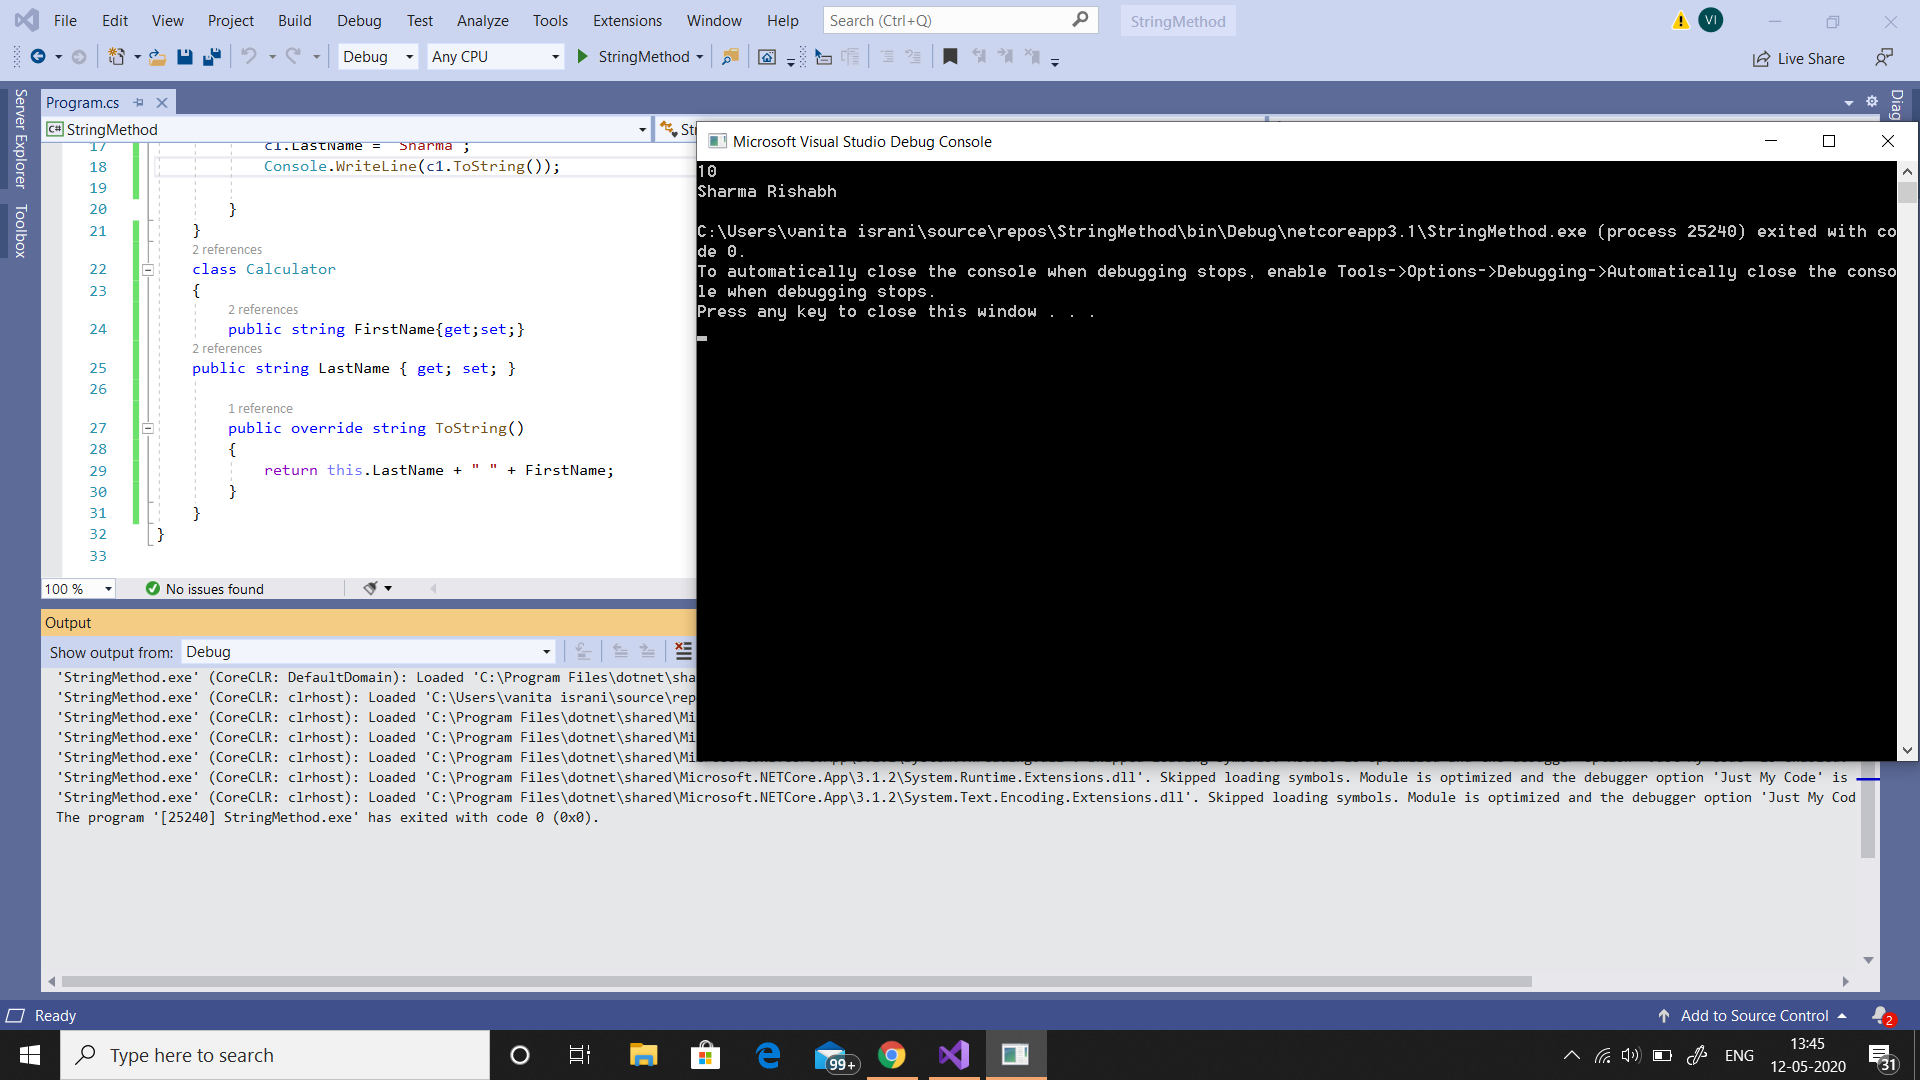 File Edit View Project Build Debug Test Analyze Tools Extensions Window Help Search (Ctrl+Q) StringMethod VI
Debug Any CPU StringMethod Live Share
Server Explorer
Toolbox
Program.cs
Diag
C# StringMethod Str
17 c1.LastName = "Sharma";
18 Console.WriteLine(c1.ToString());
19
20 }
21 }
2 references
22 class Calculator
23 {
2 references
24 public string FirstName{get;set;}
2 references
25 public string LastName { get; set; }
26
1 reference
27 public override string ToString()
28 {
29 return this.LastName + " " + FirstName;
30 }
31 }
32 }
33
100 % No issues found
Microsoft Visual Studio Debug Console
10
Sharma Rishabh
C:\Users\vanita israni\source\repos\StringMethod\bin\Debug\netcoreapp3.1\StringMethod.exe (process 25240) exited with co
de 0.
To automatically close the console when debugging stops, enable Tools->Options->Debugging->Automatically close the conso
le when debugging stops.
Press any key to close this window . . .
Output
Show output from: Debug
'StringMethod.exe' (CoreCLR: DefaultDomain): Loaded 'C:\Program Files\dotnet\sha
'StringMethod.exe' (CoreCLR: clrhost): Loaded 'C:\Users\vanita israni\source\rep
'StringMethod.exe' (CoreCLR: clrhost): Loaded 'C:\Program Files\dotnet\shared\Mi
'StringMethod.exe' (CoreCLR: clrhost): Loaded 'C:\Program Files\dotnet\shared\Mi
'StringMethod.exe' (CoreCLR: clrhost): Loaded 'C:\Program Files\dotnet\shared\Mi
'StringMethod.exe' (CoreCLR: clrhost): Loaded 'C:\Program Files\dotnet\shared\Microsoft.NETCore.App\3.1.2\System.Runtime.Extensions.dll'. Skipped loading symbols. Module is optimized and the debugger option 'Just My Code' is
'StringMethod.exe' (CoreCLR: clrhost): Loaded 'C:\Program Files\dotnet\shared\Microsoft.NETCore.App\3.1.2\System.Text.Encoding.Extensions.dll'. Skipped loading symbols. Module is optimized and the debugger option 'Just My Cod
The program '[25240] StringMethod.exe' has exited with code 0 (0x0).
Ready Add to Source Control 2
Type here to search 99+ ENG 13:45
12-05-2020 31